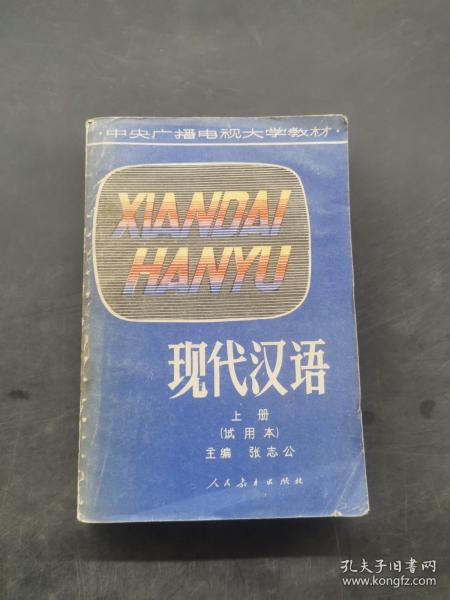 ·中央广播电视大学教材·
XIANDAI
HANYU
现代汉语
上册
(试用本)
主编 张志公
人民教育出版社
孔夫子旧书网
www.kongfz.com